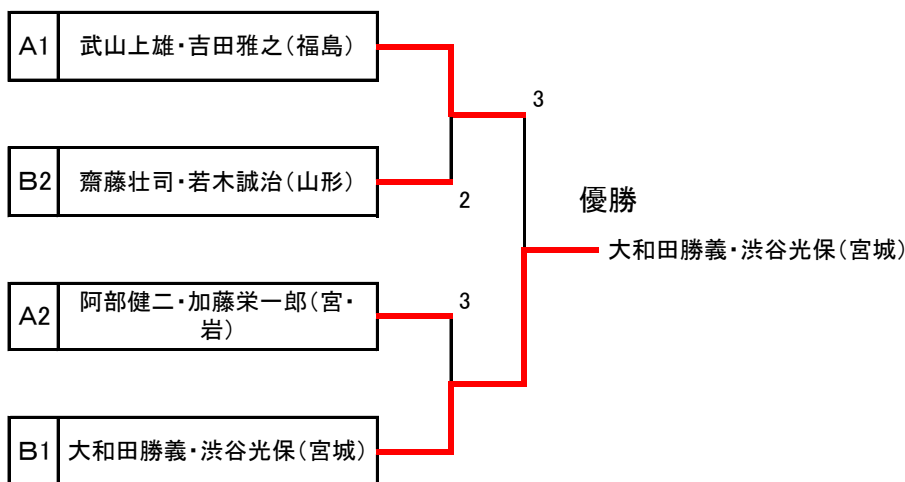 A1 武山上雄・吉田雅之(福島)
3
B2 齋藤壮司・若木誠治(山形)
2
優勝
大和田勝義・渋谷光保(宮城)
A2 阿部健二・加藤栄一郎(宮・
岩)
3
B1 大和田勝義・渋谷光保(宮城)